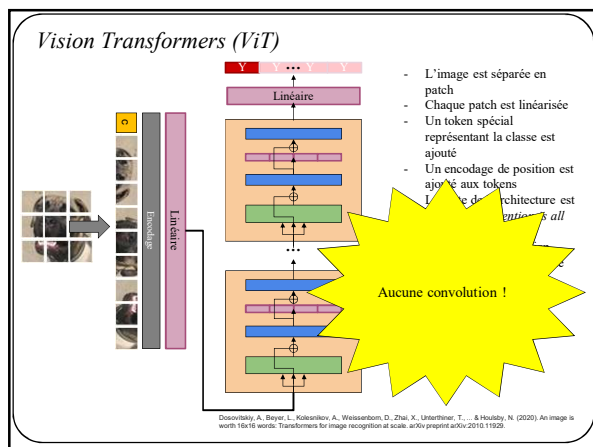 Vision Transformers (ViT)
Y Y ••• Y Y
Linéaire
C
Encodage
Linéaire
•••
- L'image est séparée en
patch
- Chaque patch est linéarisée
- Un token spécial
représentant la classe est
ajouté
- Un encodage de position est
ajouté aux tokens
all
Aucune convolution !
Dosovitskiy, A., Beyer, L., Kolesnikov, A., Weissenborn, D., Zhai, X., Unterthiner, T., ... & Houlsby, N. (2020). An image is
worth 16x16 words: Transformers for image recognition at scale. arXiv preprint arXiv:2010.11929.